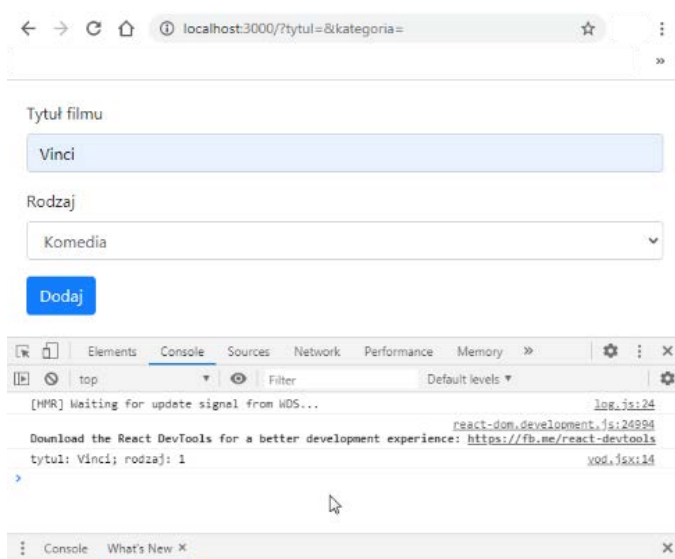 localhost:3000/?tytul=&kategoria=
»
Tytuł filmu
Vinci
Rodzaj
Komedia
Dodaj
Elements Console Sources Network Performance Memory »
top Filter Default levels
[HMR] Waiting for update signal from WDS... log.js:24
react-dom.development.js:24994
Download the React DevTools for a better development experience: https://fb.me/react-devtools
tytul: Vinci; rodzaj: 1 vod.jsx:14
>
Console What's New ×